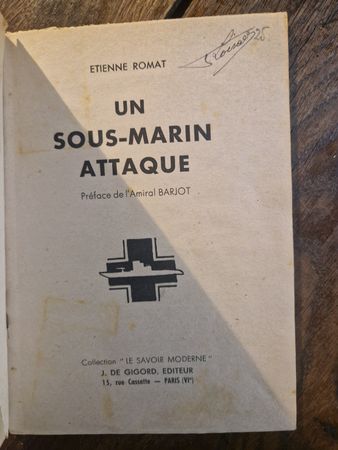 ETIENNE ROMAT
UN
SOUS-MARIN
ATTAQUE
Préface de l'Amiral BARJOT
Collection "LE SAVOIR MODERNE"
J. DE GIGORD, EDITEUR
15, rue Cassette — PARIS (VIᵉ)